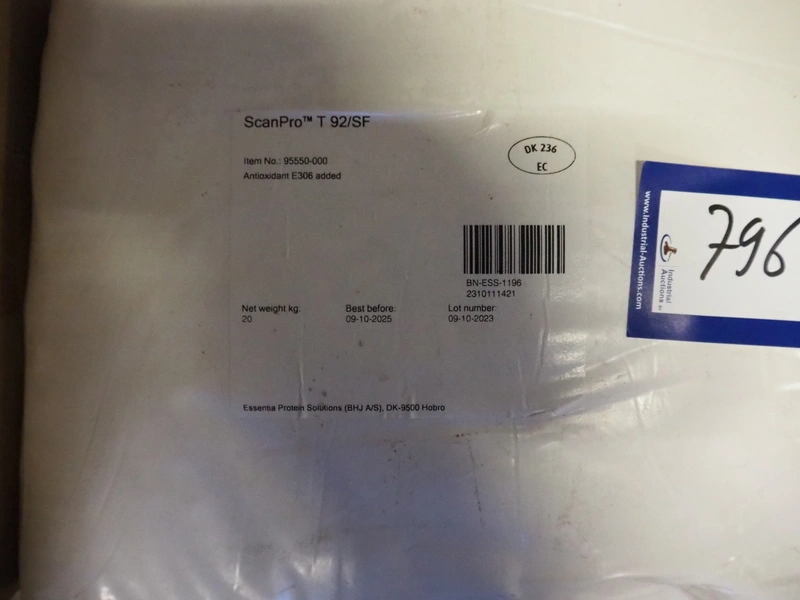 ScanPro™ T 92/SF
Item No.: 95550-000
Antioxidant E306 added
DK 236
EC
BN-ESS-1196
2310111421
Net weight kg: Best before: Lot number:
20 09-10-2025 09-10-2023
Essentia Protein Solutions (BHJ A/S), DK-9500 Hobro
www.Industrial-Auctions.com
Industrial
Auctions
796